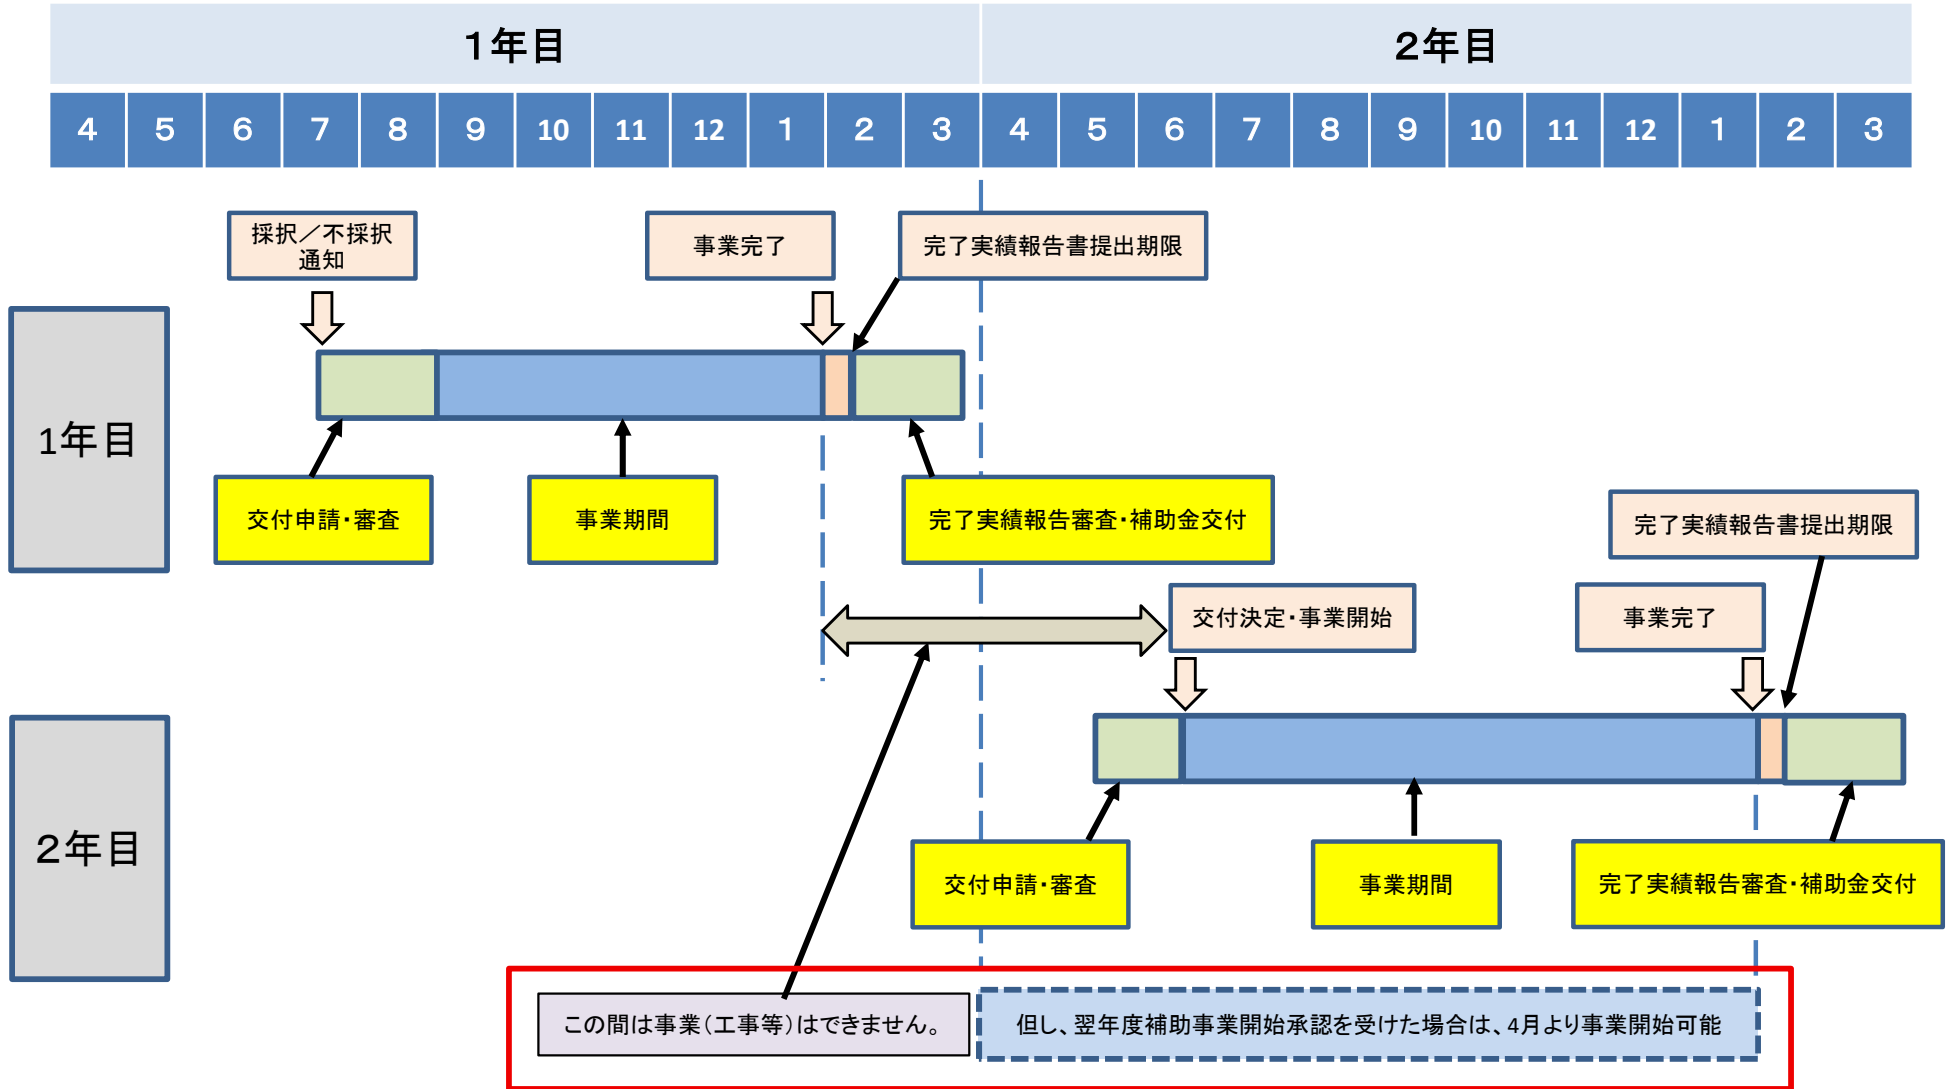 1年目
2年目
4 5 6 7 8 9 10 11 12 1 2 3 4 5 6 7 8 9 10 11 12 1 2 3
採択／不採択
通知
事業完了
完了実績報告書提出期限
1年目
交付申請・審査
事業期間
完了実績報告審査・補助金交付
完了実績報告書提出期限
交付決定・事業開始
事業完了
2年目
交付申請・審査
事業期間
完了実績報告審査・補助金交付
この間は事業（工事等）はできません。
但し、翌年度補助事業開始承認を受けた場合は、4月より事業開始可能